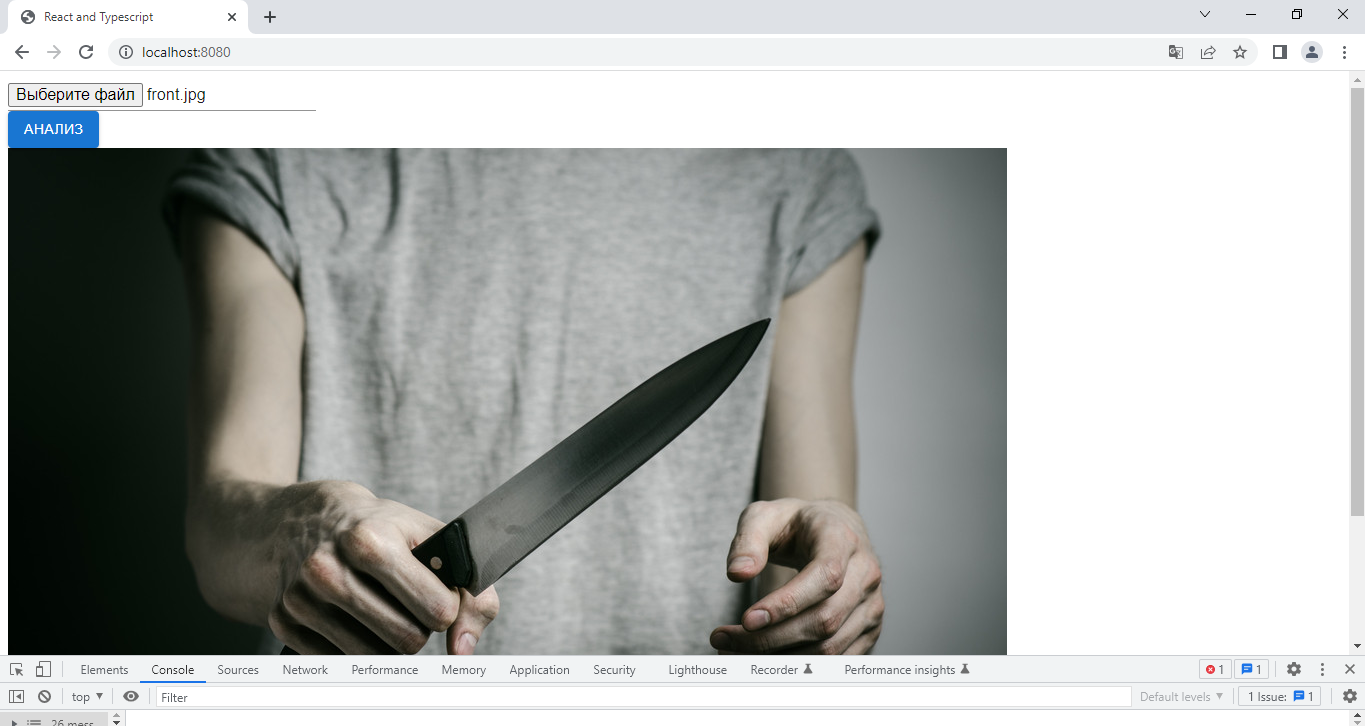 React and Typescript
localhost:8080
Выберите файл front.jpg
АНАЛИЗ
Elements Console Sources Network Performance Memory Application Security Lighthouse Recorder Performance insights 1 1
top Filter Default levels 1 Issue: 1
26 mess